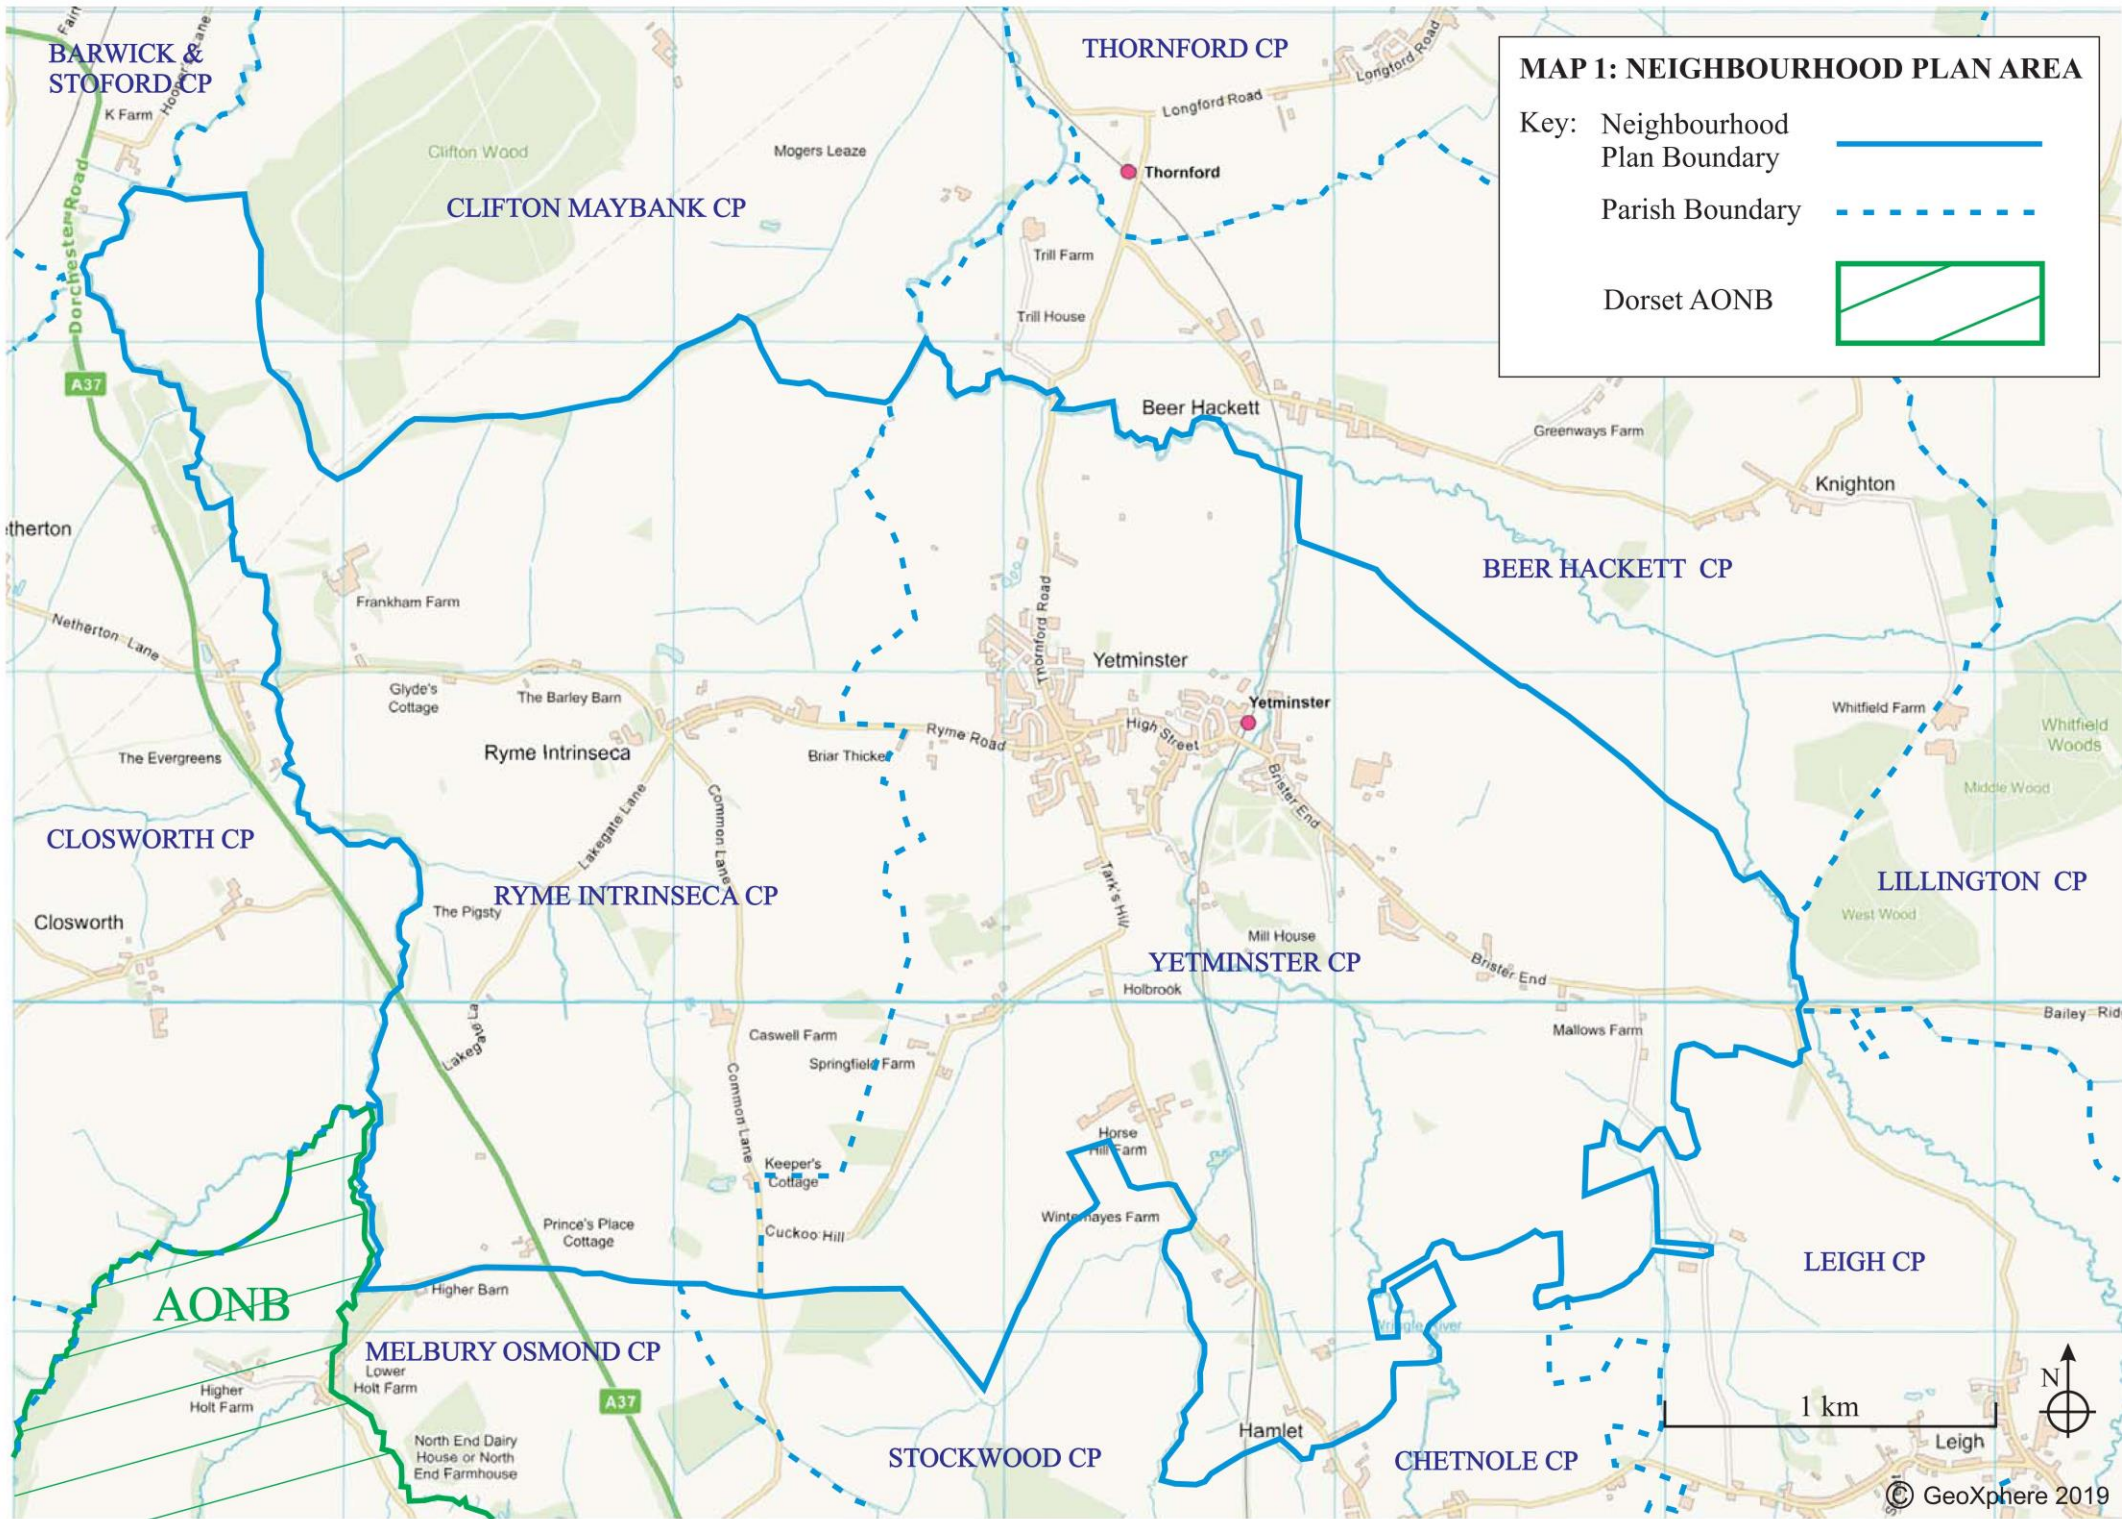 BARWICK &
STOFORD CP
Hooper's Lane
K Farm
Dorchester Road
Clifton Wood
Mogers Leaze
CLIFTON MAYBANK CP
THORNFORD CP
Longford Road
Longford Road
Thornford
Trill Farm
Trill House
MAP 1: NEIGHBOURHOOD PLAN AREA
Key:
Neighbourhood
Plan Boundary
Parish Boundary
Dorset AONB
A37
Beer Hackett
Greenways Farm
Knighton
BEER HACKETT CP
therton
Netherton Lane
Frankham Farm
Glyde's
Cottage
The Barley Barn
Ryme Intrinseca
Briar Thicket
Ryme Road
Thornford Road
Yetminster
High Street
Yetminster
Brister End
Whitfield Farm
Whitfield
Woods
Middle Wood
West Wood
LILLINGTON CP
The Evergreens
CLOSWORTH CP
Closworth
Lakegate Lane
Common Lane
RYME INTRINSECA CP
The Pigsty
Lakegate Lane
Tark's Hill
Mill House
YETMINSTER CP
Holbrook
Brister End
Bailey Rid
Mallows Farm
Caswell Farm
Springfield Farm
Common Lane
Horse
Hill Farm
Keeper's
Cottage
Winterhayes Farm
Cuckoo Hill
Prince's Place
Cottage
Higher Barn
AONB
MELBURY OSMOND CP
Lower
Holt Farm
Higher
Holt Farm
North End Dairy
House or North
End Farmhouse
A37
STOCKWOOD CP
Hamlet
Wriggle River
CHETNOLE CP
LEIGH CP
1 km
N
Leigh
© GeoXphere 2019